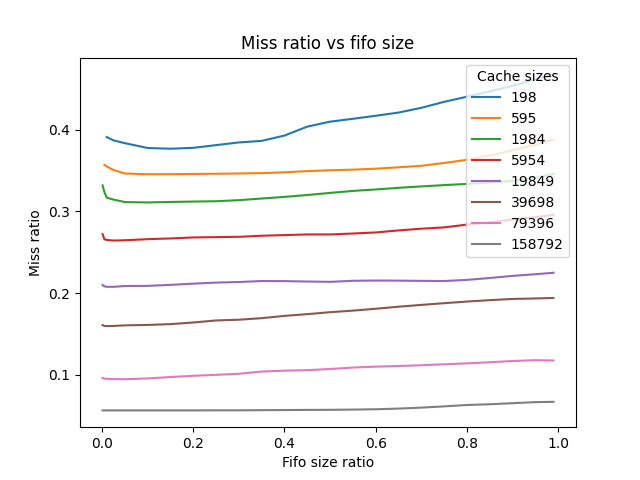 Miss ratio vs fifo size
Cache sizes
198
595
1984
5954
19849
39698
79396
158792
Miss ratio
0.4
0.3
0.2
0.1
0.0 0.2 0.4 0.6 0.8 1.0
Fifo size ratio